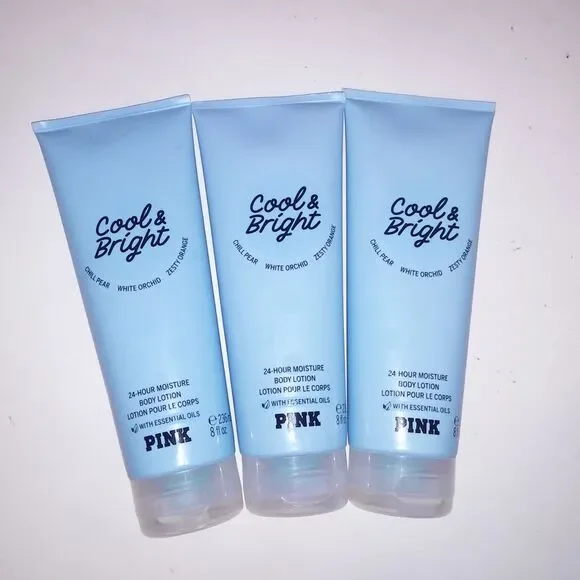 Cool &
Bright
CHILL PEAR WHITE ORCHID ZESTY ORANGE
24-HOUR MOISTURE
BODY LOTION
LOTION POUR LE CORPS
WITH ESSENTIAL OILS
PINK
8 fl oz
Cool &
Bright
CHILL PEAR WHITE ORCHID ZESTY ORANGE
24-HOUR MOISTURE
BODY LOTION
LOTION POUR LE CORPS
WITH ESSENTIAL OILS
PINK
Cool &
Bright
CHILL PEAR WHITE ORCHID ZESTY ORANGE
24-HOUR MOISTURE
BODY LOTION
LOTION POUR LE CORPS
WITH ESSENTIAL OILS
PINK